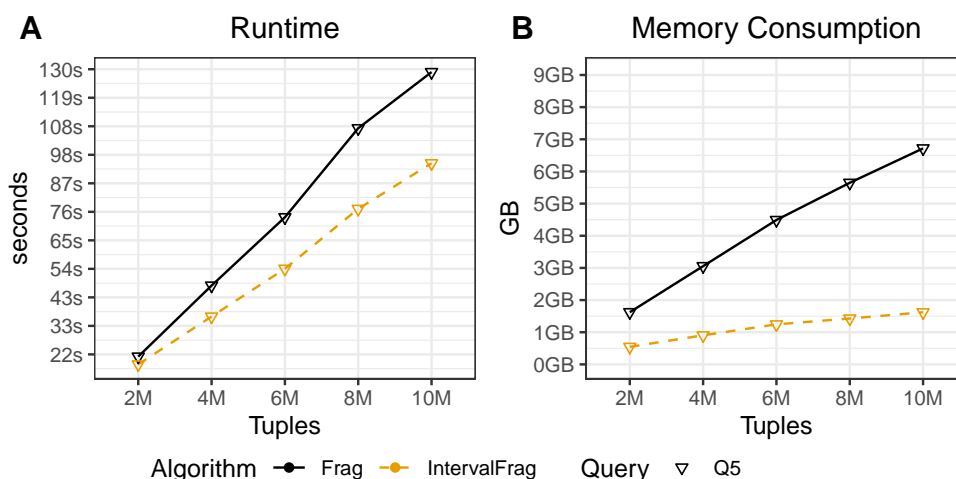 A Runtime
130s
119s
108s
98s
87s
76s
65s
54s
43s
33s
22s
seconds
2M 4M 6M 8M 10M
Tuples
B Memory Consumption
9GB
8GB
7GB
6GB
5GB
4GB
3GB
2GB
1GB
0GB
GB
2M 4M 6M 8M 10M
Tuples
Algorithm Frag IntervalFrag Query Q5